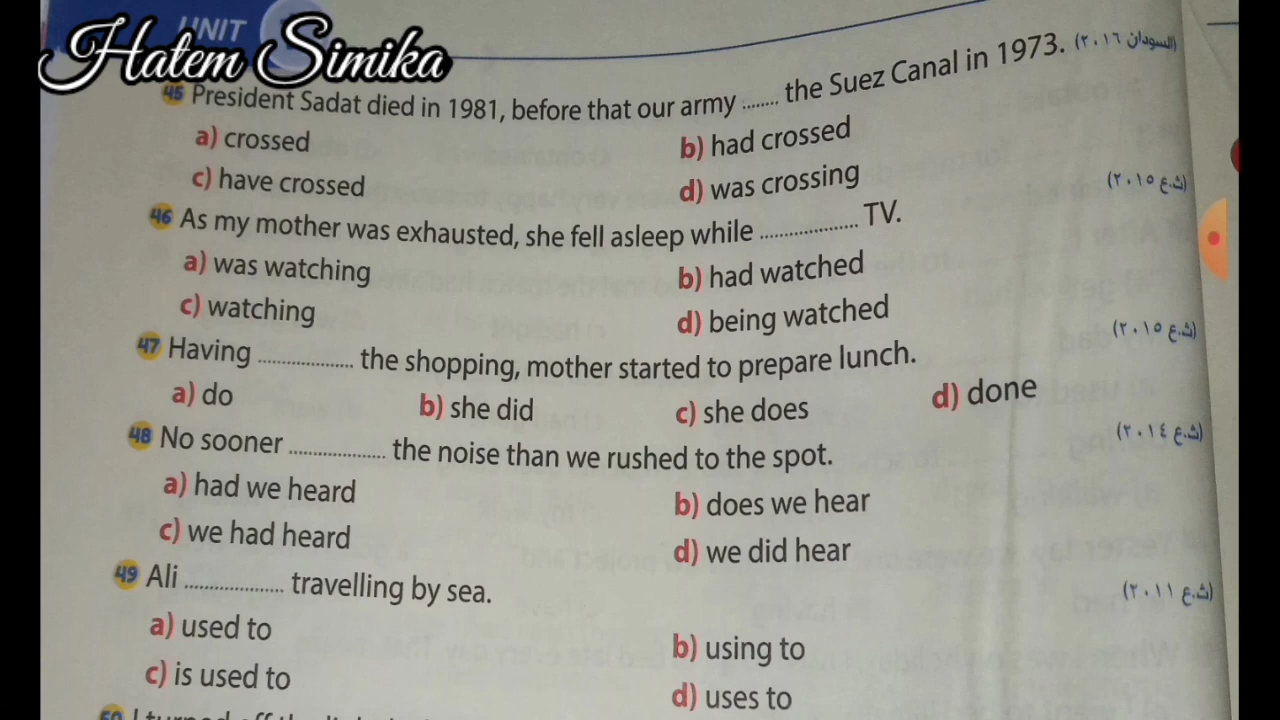 UNIT
Hatem Simika
45 President Sadat died in 1981, before that our army ........ the Suez Canal in 1973. (السودان ٢٠١٦)
a) crossed b) had crossed
c) have crossed d) was crossing
46 As my mother was exhausted, she fell asleep while .................... TV. (ث.ع ٢٠١٥)
a) was watching b) had watched
c) watching d) being watched
47 Having ................... the shopping, mother started to prepare lunch. (ث.ع ٢٠١٥)
a) do b) she did c) she does d) done
48 No sooner ................... the noise than we rushed to the spot. (ث.ع ٢٠١٤)
a) had we heard b) does we hear
c) we had heard d) we did hear
49 Ali .................... travelling by sea. (ث.ع ٢٠١١)
a) used to b) using to
c) is used to d) uses to
50 I turned off the